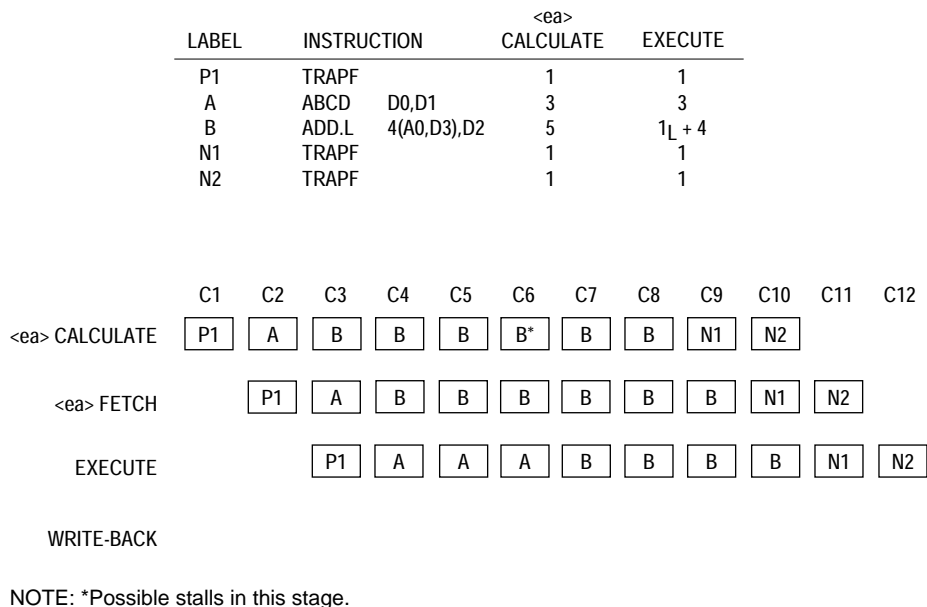 <ea>
LABEL INSTRUCTION CALCULATE EXECUTE
P1 TRAPF 1 1
A ABCD D0,D1 3 3
B ADD.L 4(A0,D3),D2 5 1L + 4
N1 TRAPF 1 1
N2 TRAPF 1 1
C1 C2 C3 C4 C5 C6 C7 C8 C9 C10 C11 C12
<ea> CALCULATE P1 A B B B B* B B N1 N2
<ea> FETCH P1 A B B B B B B N1 N2
EXECUTE P1 A A A B B B B N1 N2
WRITE-BACK
NOTE: *Possible stalls in this stage.